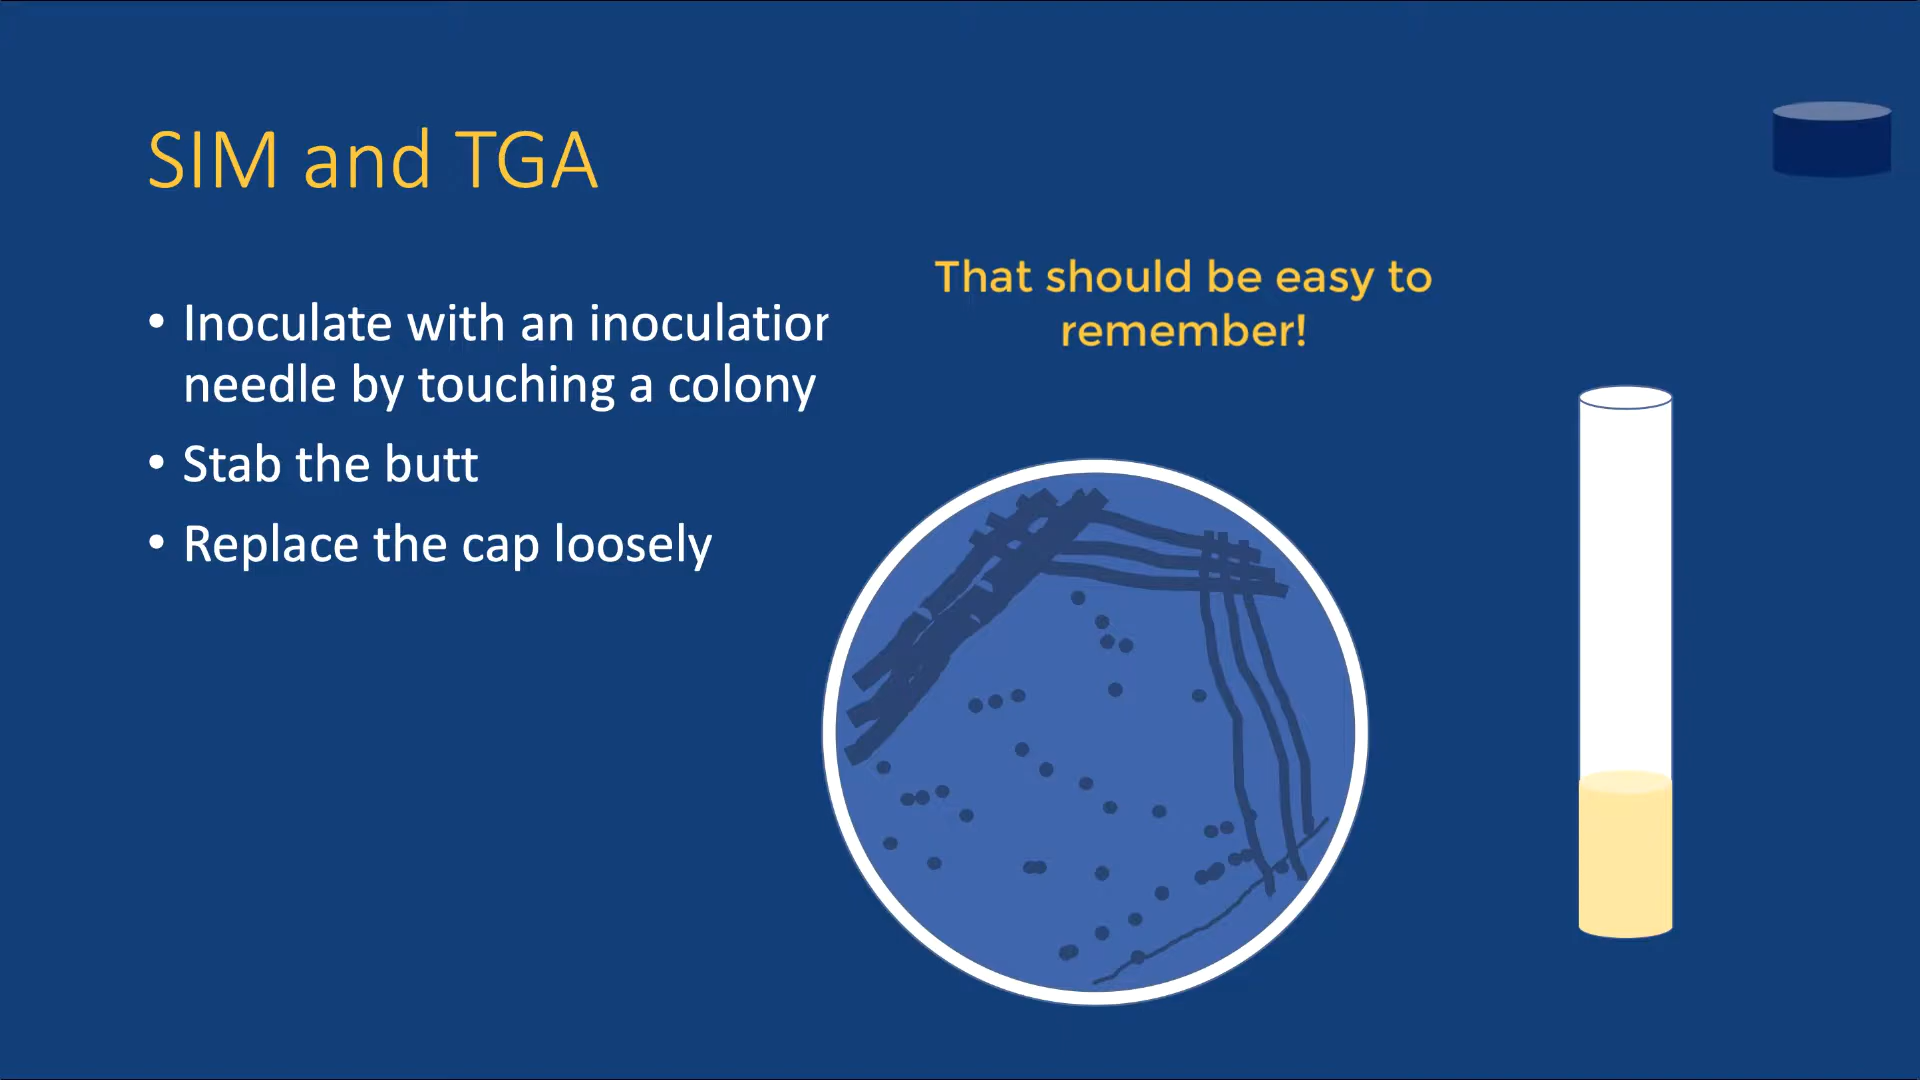 SIM and TGA
That should be easy to
remember!
• Inoculate with an inoculation
needle by touching a colony
• Stab the butt
• Replace the cap loosely